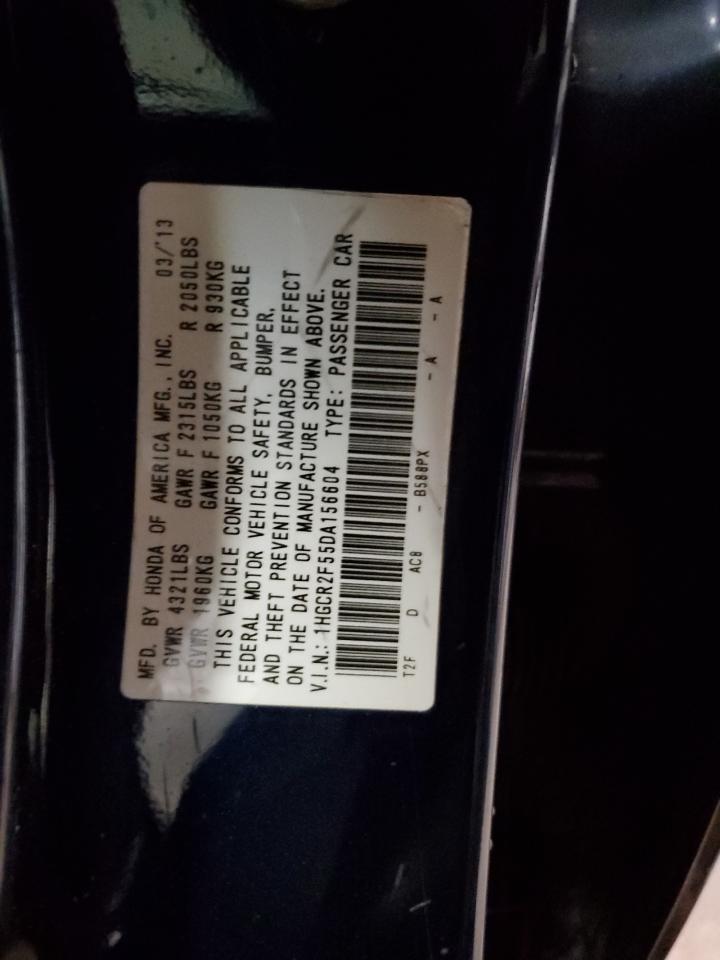 MFD. BY HONDA OF AMERICA MFG., INC. 03/'13
GVWR 4321LBS GAWR F 2315LBS R 2050LBS
GVWR 1960KG GAWR F 1050KG R 930KG
THIS VEHICLE CONFORMS TO ALL APPLICABLE
FEDERAL MOTOR VEHICLE SAFETY, BUMPER,
AND THEFT PREVENTION STANDARDS IN EFFECT
ON THE DATE OF MANUFACTURE SHOWN ABOVE.
V.I.N.: 1HGCR2F55DA156604 TYPE: PASSENGER CAR
T2F D AC8 - B588PX - A - A